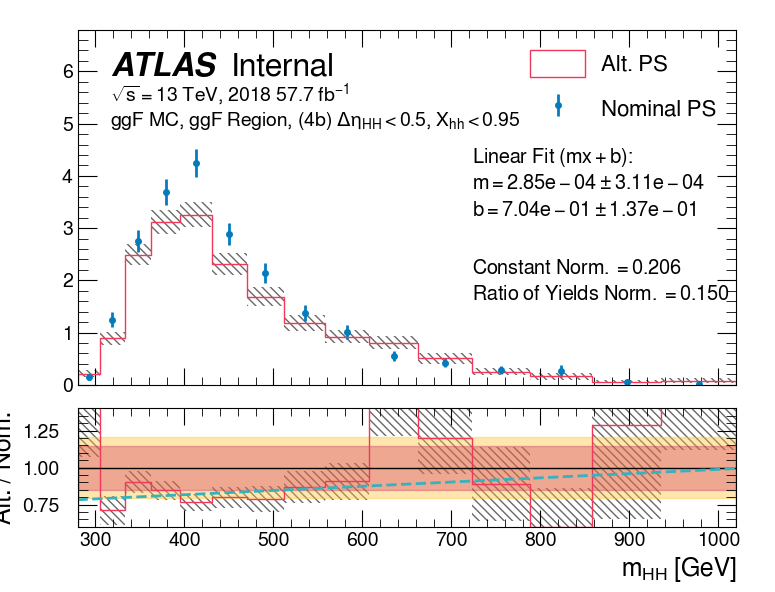 ATLAS Internal
√s = 13 TeV, 2018 57.7 fb⁻¹
ggF MC, ggF Region, (4b) Δη_HH < 0.5, X_hh < 0.95
Alt. PS
Nominal PS
Linear Fit (mx + b):
m = 2.85e − 04 ± 3.11e − 04
b = 7.04e − 01 ± 1.37e − 01
Constant Norm. = 0.206
Ratio of Yields Norm. = 0.150
6
5
4
3
2
1
0
Alt. / Nom.
1.25
1.00
0.75
300 400 500 600 700 800 900 1000
m_HH [GeV]